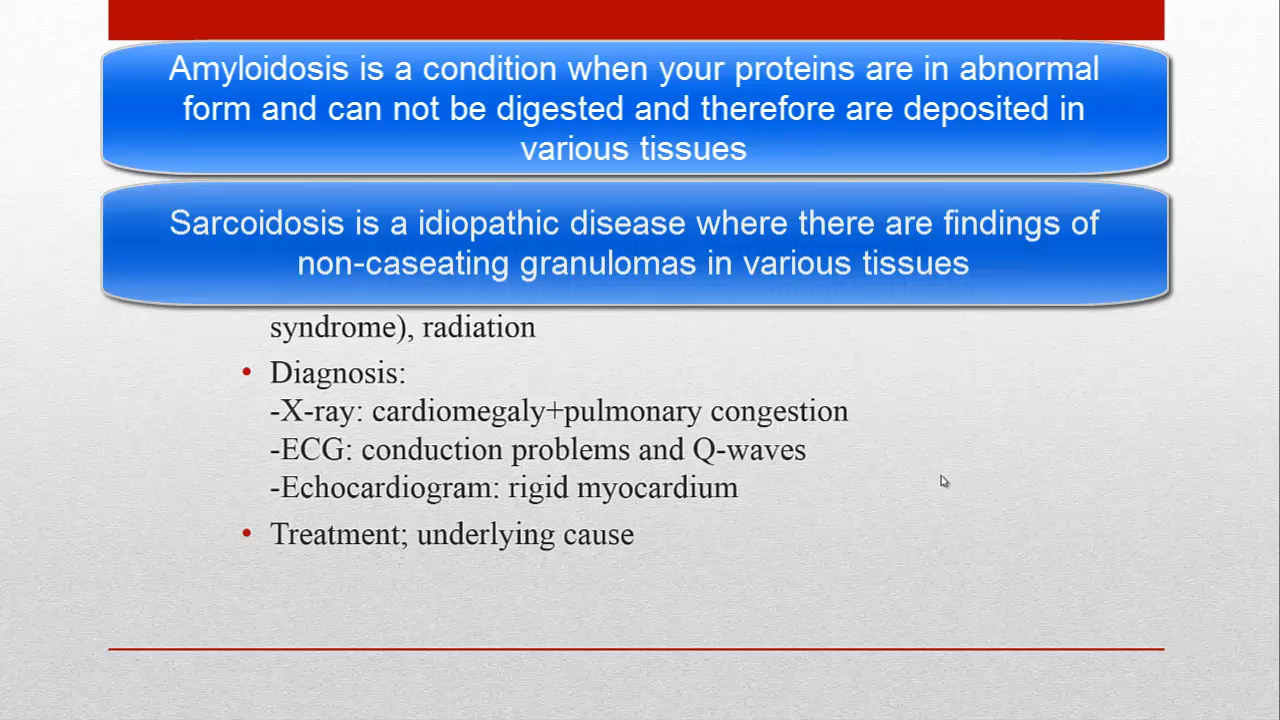 Amyloidosis is a condition when your proteins are in abnormal
form and can not be digested and therefore are deposited in
various tissues
Sarcoidosis is a idiopathic disease where there are findings of
non-caseating granulomas in various tissues
syndrome), radiation
• Diagnosis:
-X-ray: cardiomegaly+pulmonary congestion
-ECG: conduction problems and Q-waves
-Echocardiogram: rigid myocardium
• Treatment; underlying cause